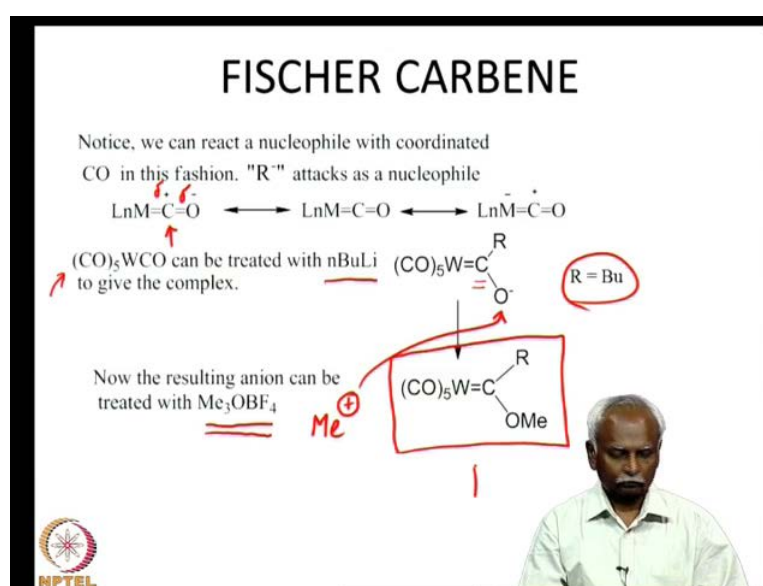 FISCHER CARBENE
Notice, we can react a nucleophile with coordinated
CO in this fashion. "R⁻" attacks as a nucleophile
δ+ δ-
LnM=C=O ⟷ LnM=C=O ⟷ LnM=C=O
(CO)₅WCO can be treated with nBuLi
to give the complex.
(CO)₅W=C
R
O⁻
R = Bu
Now the resulting anion can be
treated with Me₃OBF₄
Me⊕
(CO)₅W=C
R
OMe
1
NPTEL